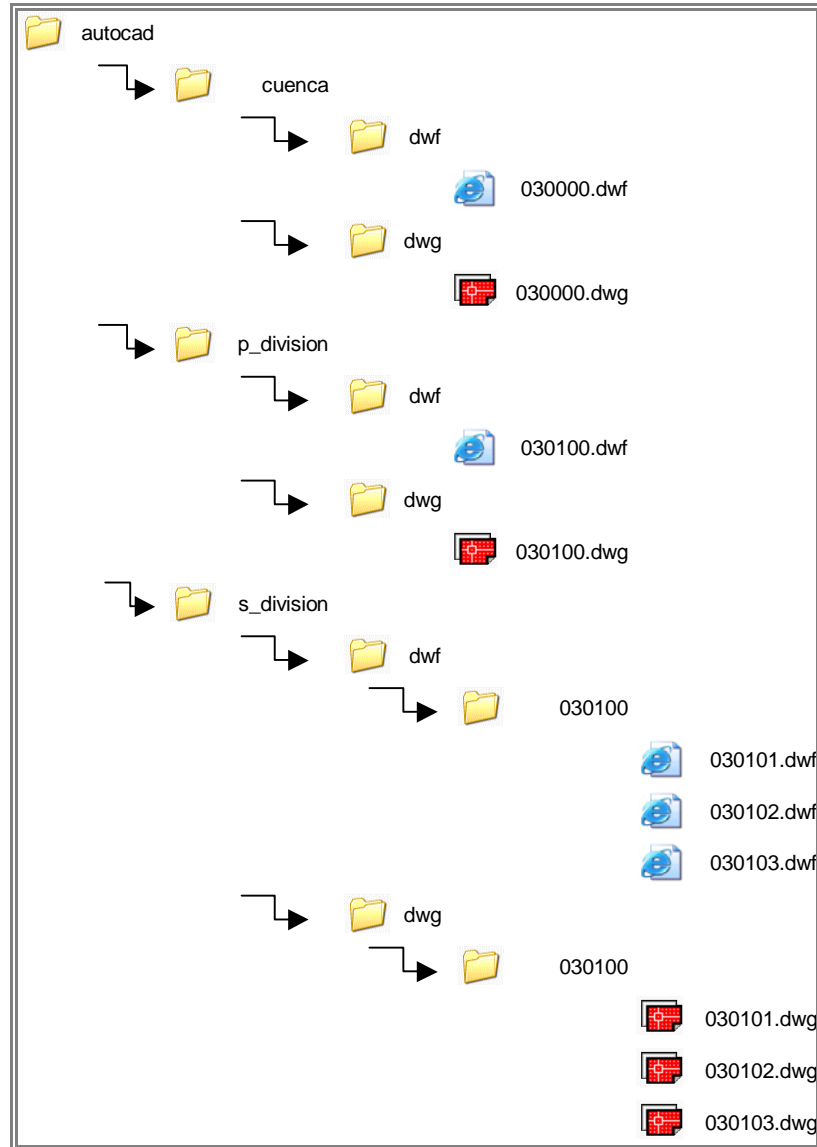 autocad
cuenca
dwf
030000.dwf
dwg
030000.dwg
p_division
dwf
030100.dwf
dwg
030100.dwg
s_division
dwf
030100
030101.dwf
030102.dwf
030103.dwf
dwg
030100
030101.dwg
030102.dwg
030103.dwg